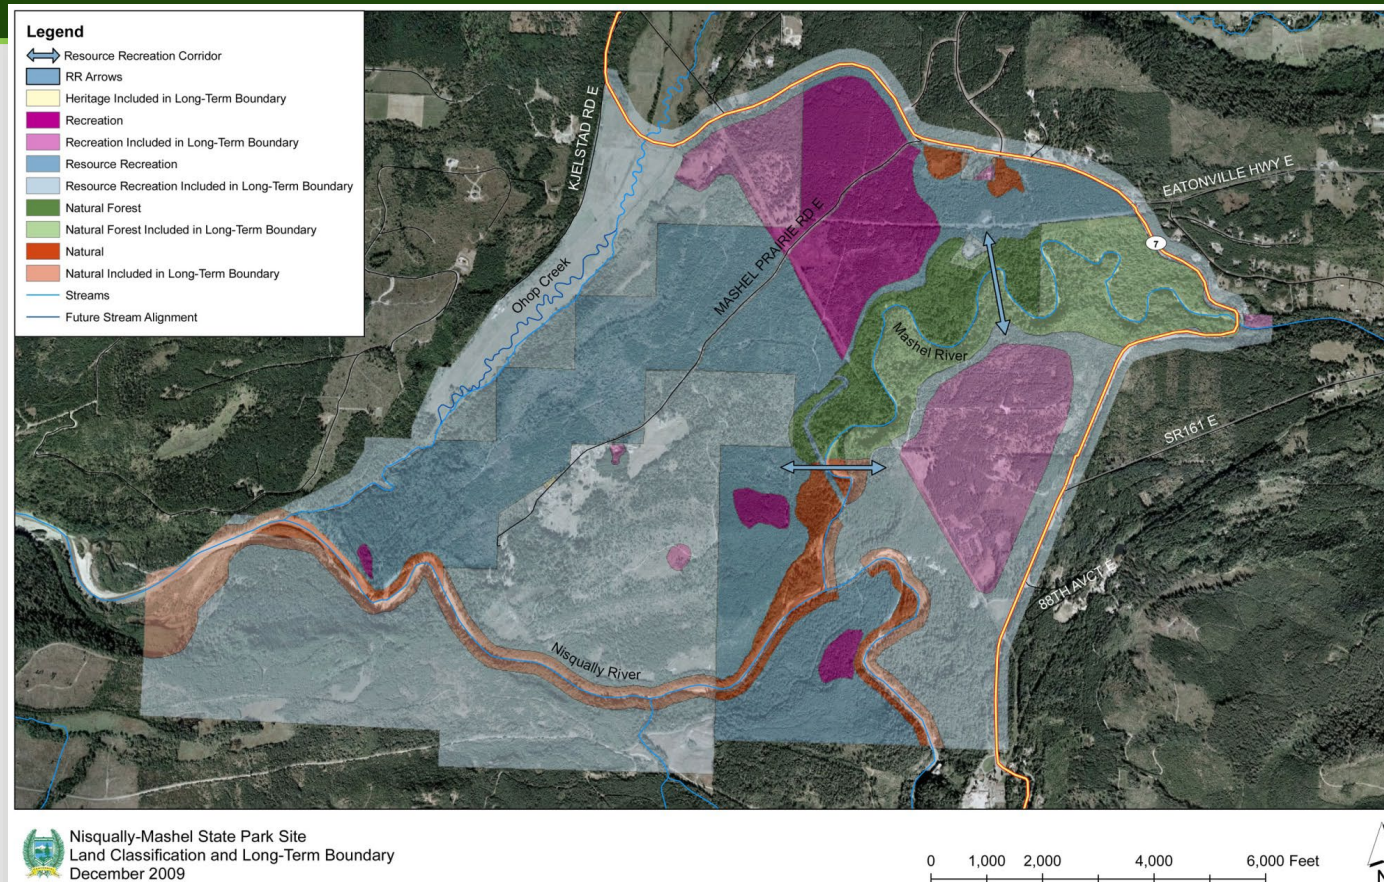 Legend
Resource Recreation Corridor
RR Arrows
Heritage Included in Long-Term Boundary
Recreation
Recreation Included in Long-Term Boundary
Resource Recreation
Resource Recreation Included in Long-Term Boundary
Natural Forest
Natural Forest Included in Long-Term Boundary
Natural
Natural Included in Long-Term Boundary
Streams
Future Stream Alignment
KJELSTAD RD E
EATONVILLE HWY E
MASHEL PRAIRIE RD E
7
Ohop Creek
Mashel River
SR161 E
88TH AVCT E
Nisqually River
Nisqually-Mashel State Park Site
Land Classification and Long-Term Boundary
December 2009
0 1,000 2,000 4,000 6,000 Feet
N